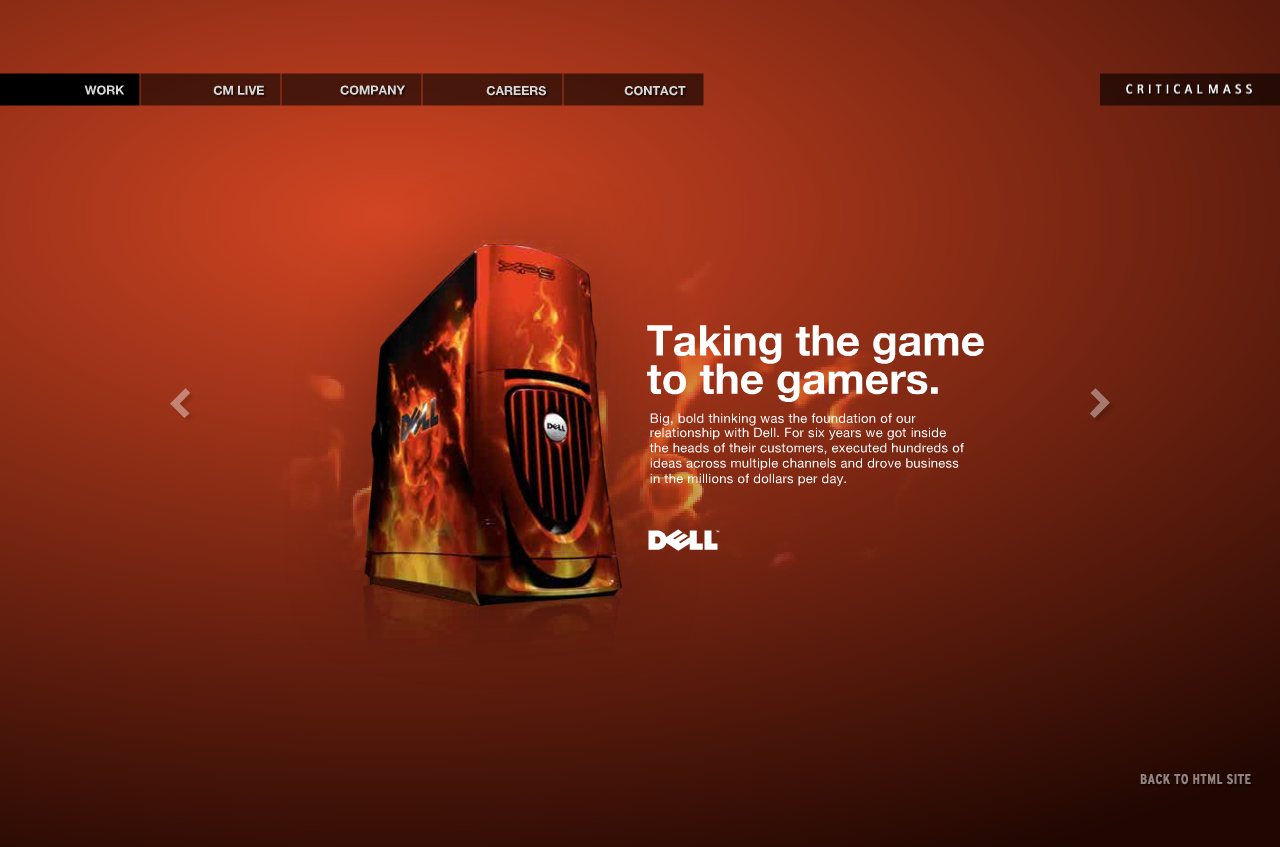 WORK
CM LIVE
COMPANY
CAREERS
CONTACT
CRITICALMASS
XPS
DELL
DELL
Taking the game
to the gamers.
Big, bold thinking was the foundation of our
relationship with Dell. For six years we got inside
the heads of their customers, executed hundreds of
ideas across multiple channels and drove business
in the millions of dollars per day.
DELL™
BACK TO HTML SITE